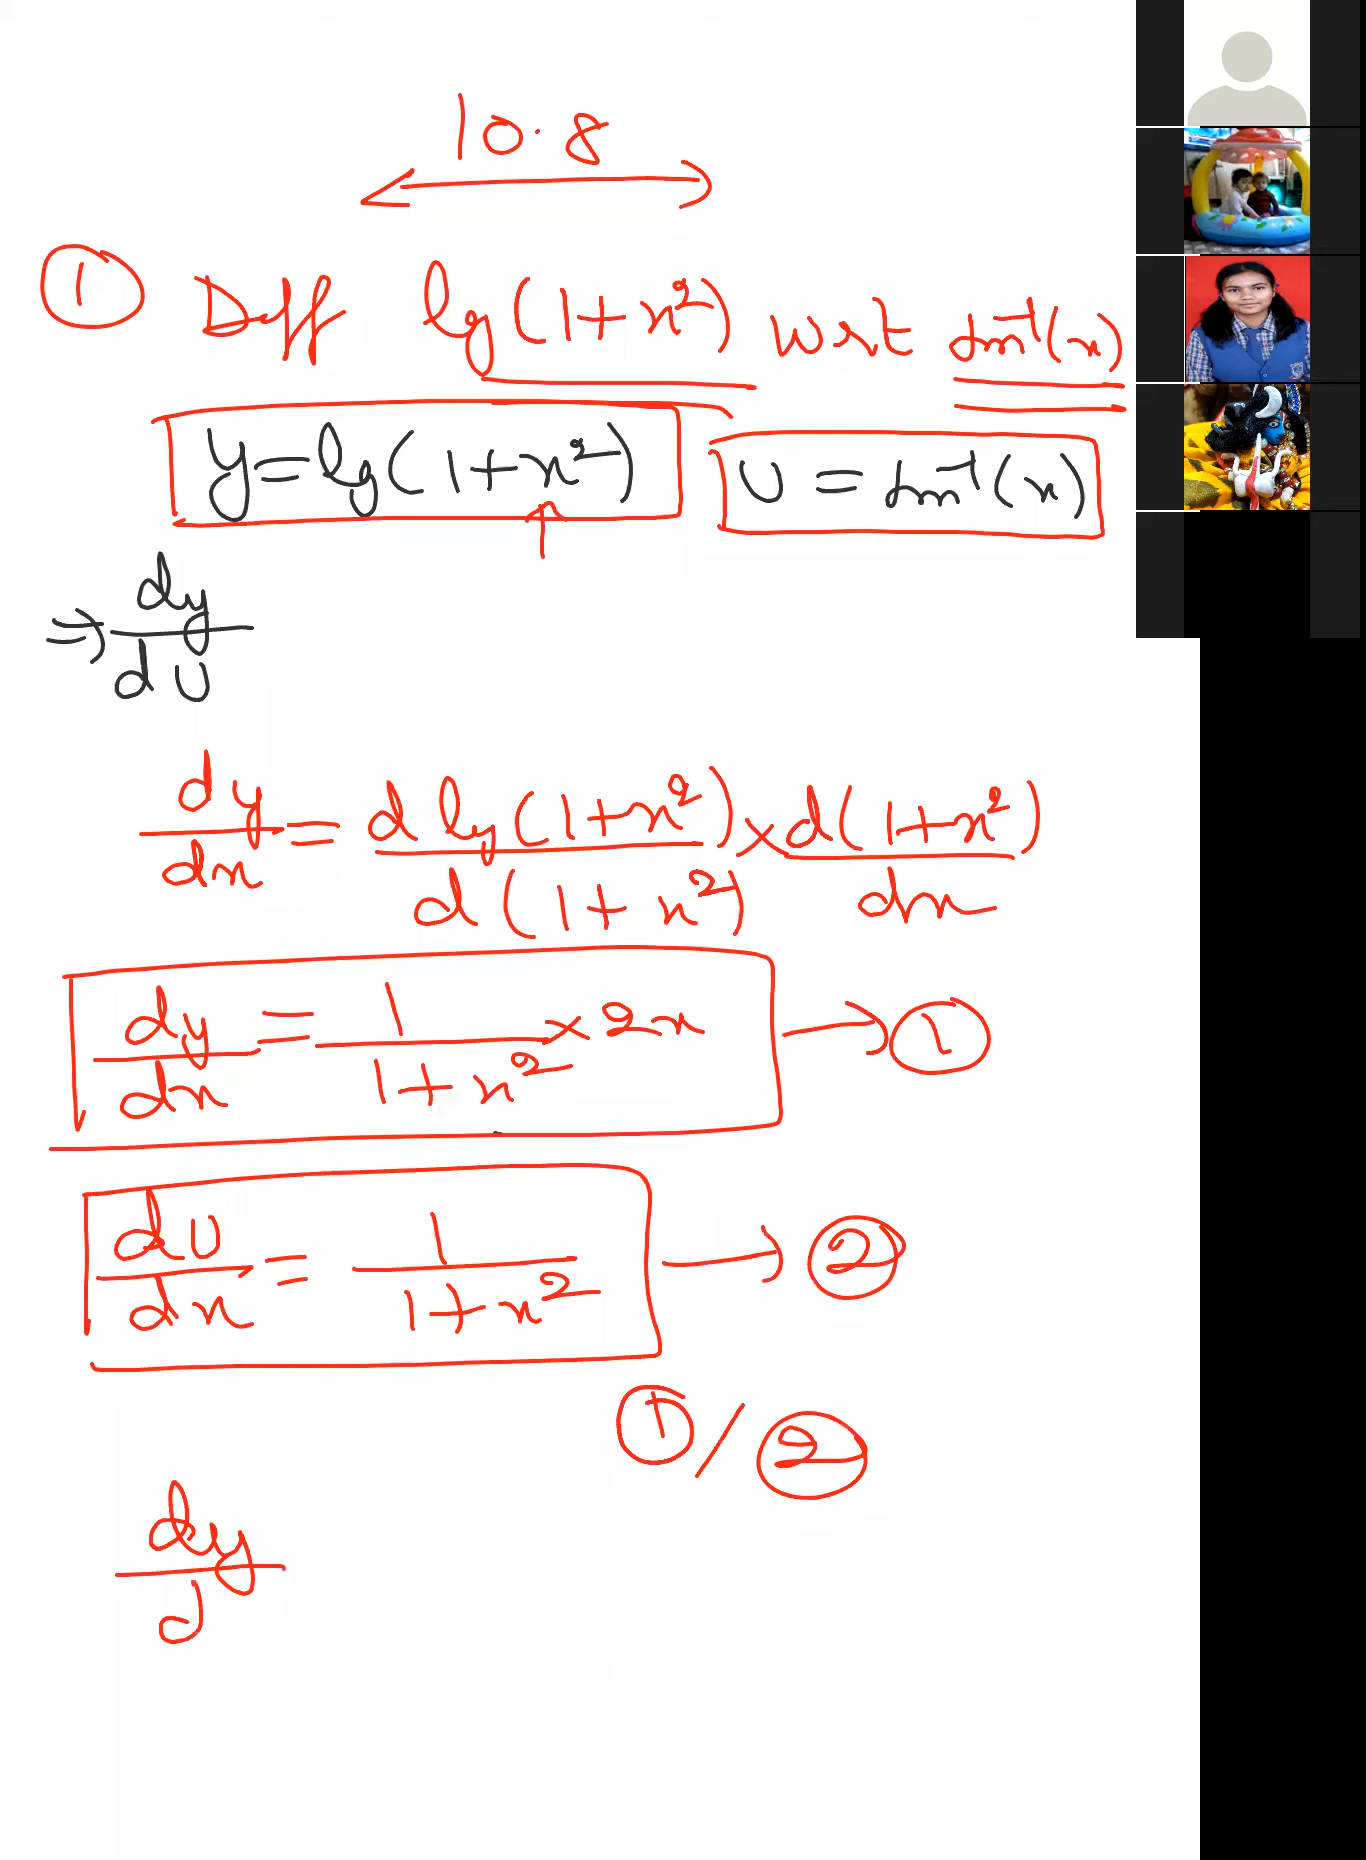 10.8
① Diff log(1+x²) wrt tan⁻¹(x)
y=log(1+x²) U = tan⁻¹(x)
⇒ dy/dU
dy/dx = d log(1+x²)/d(1+x²) × d(1+x²)/dx
dy/dx = 1/(1+x²) × 2x → ①
dU/dx = 1/(1+x²) → ②
①/②
dy/d